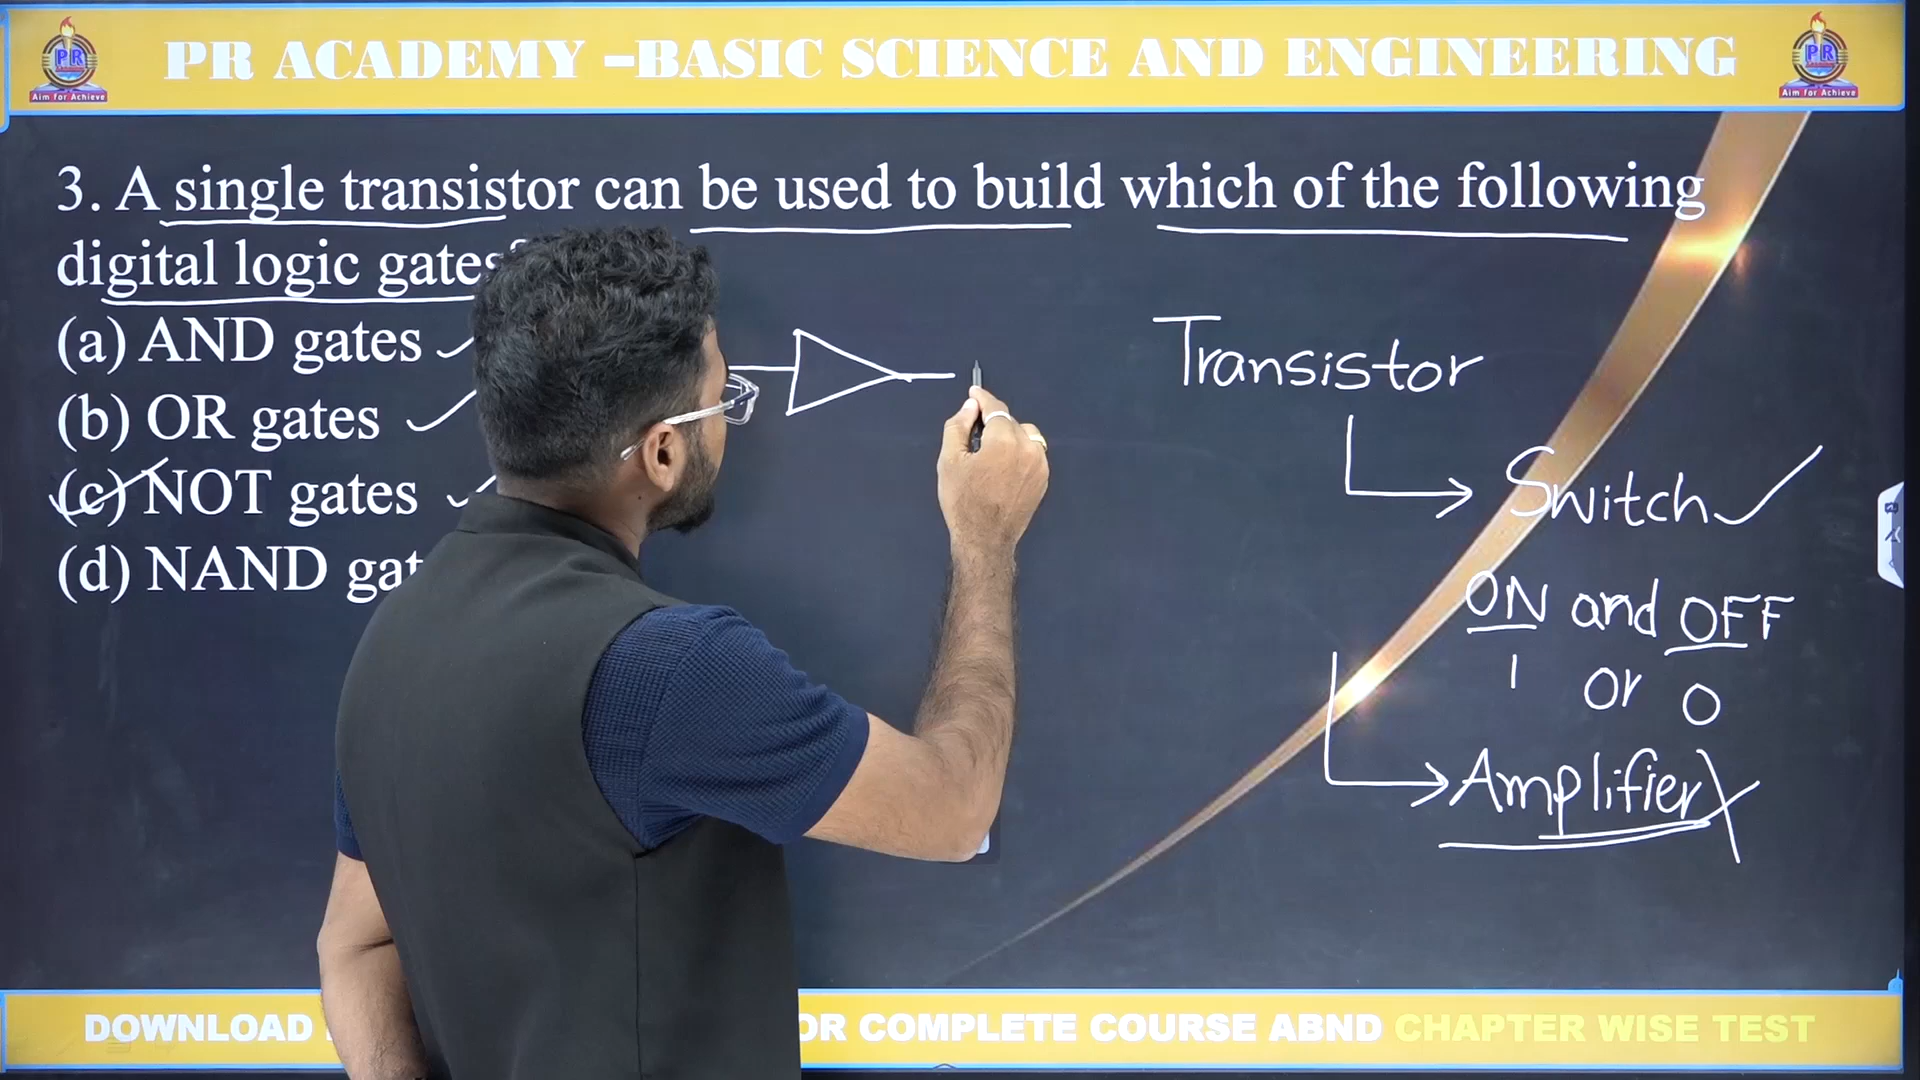 PR ACADEMY –BASIC SCIENCE AND ENGINEERING
PR
Aim for Achieve
PR
Aim for Achieve
3. A single transistor can be used to build which of the following
digital logic gates
(a) AND gates
(b) OR gates
(c) NOT gates
(d) NAND gat
Transistor
Switch
ON and OFF
1 or 0
Amplifier
DOWNLOAD OR COMPLETE COURSE ABND CHAPTER WISE TEST